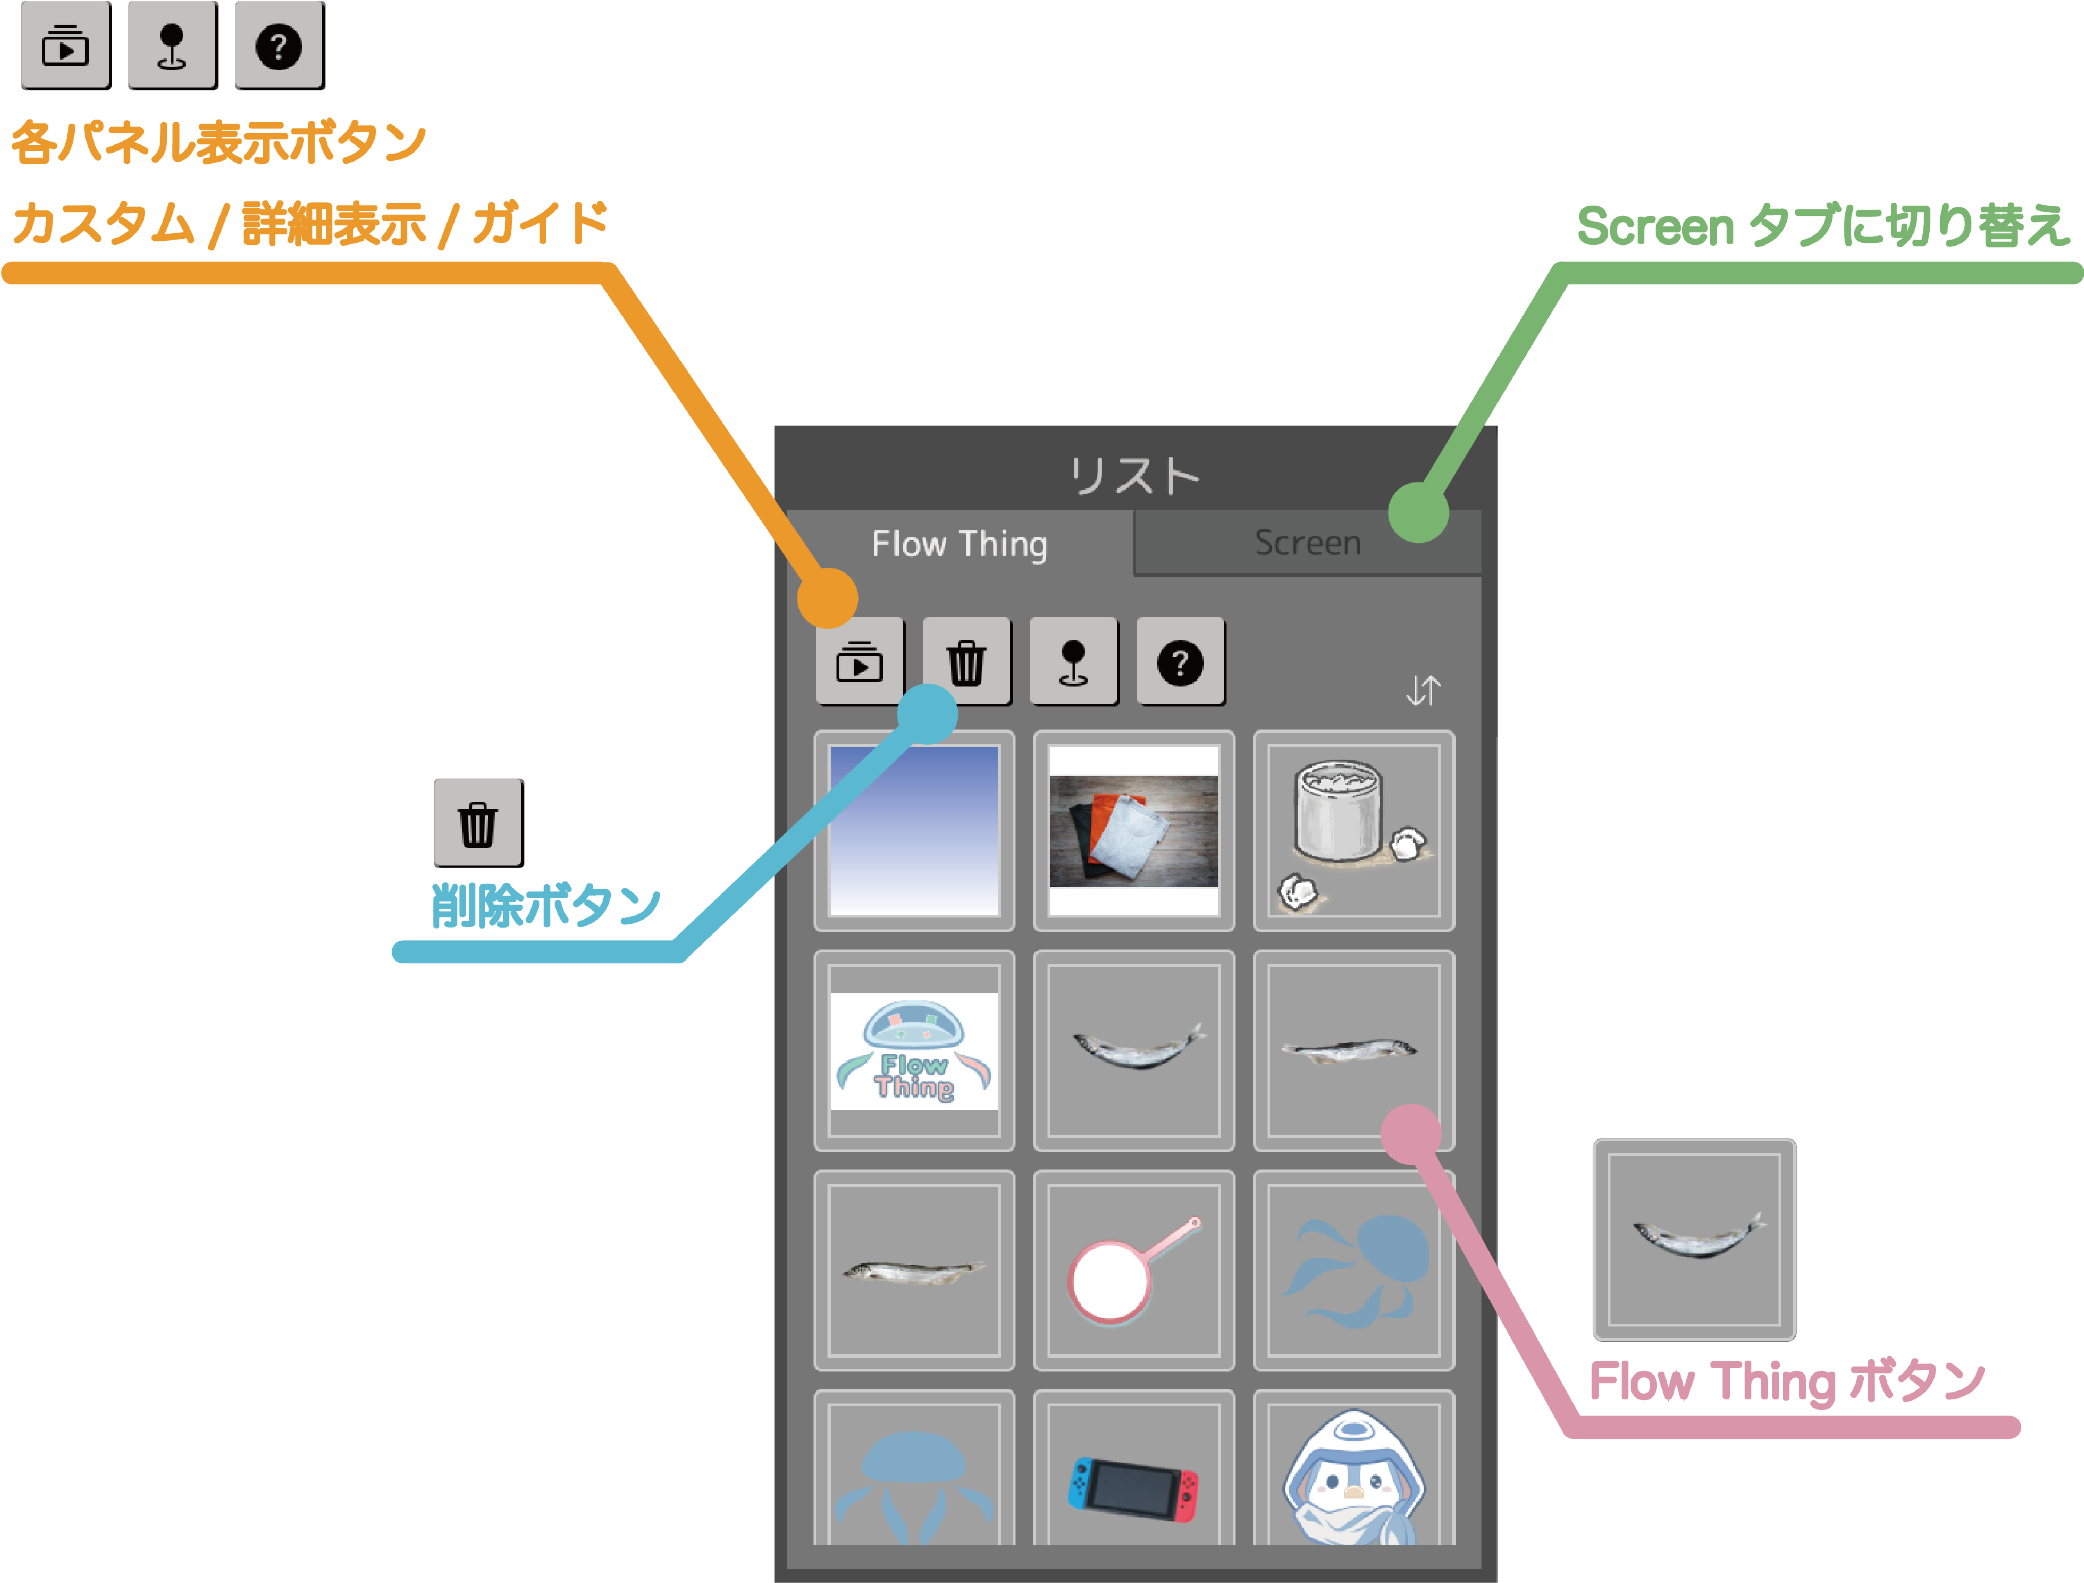 各パネル表示ボタン
カスタム / 詳細表示 / ガイド
Screen タブに切り替え
リスト
Flow Thing
Screen
削除ボタン
Flow
Thing
Flow Thing ボタン